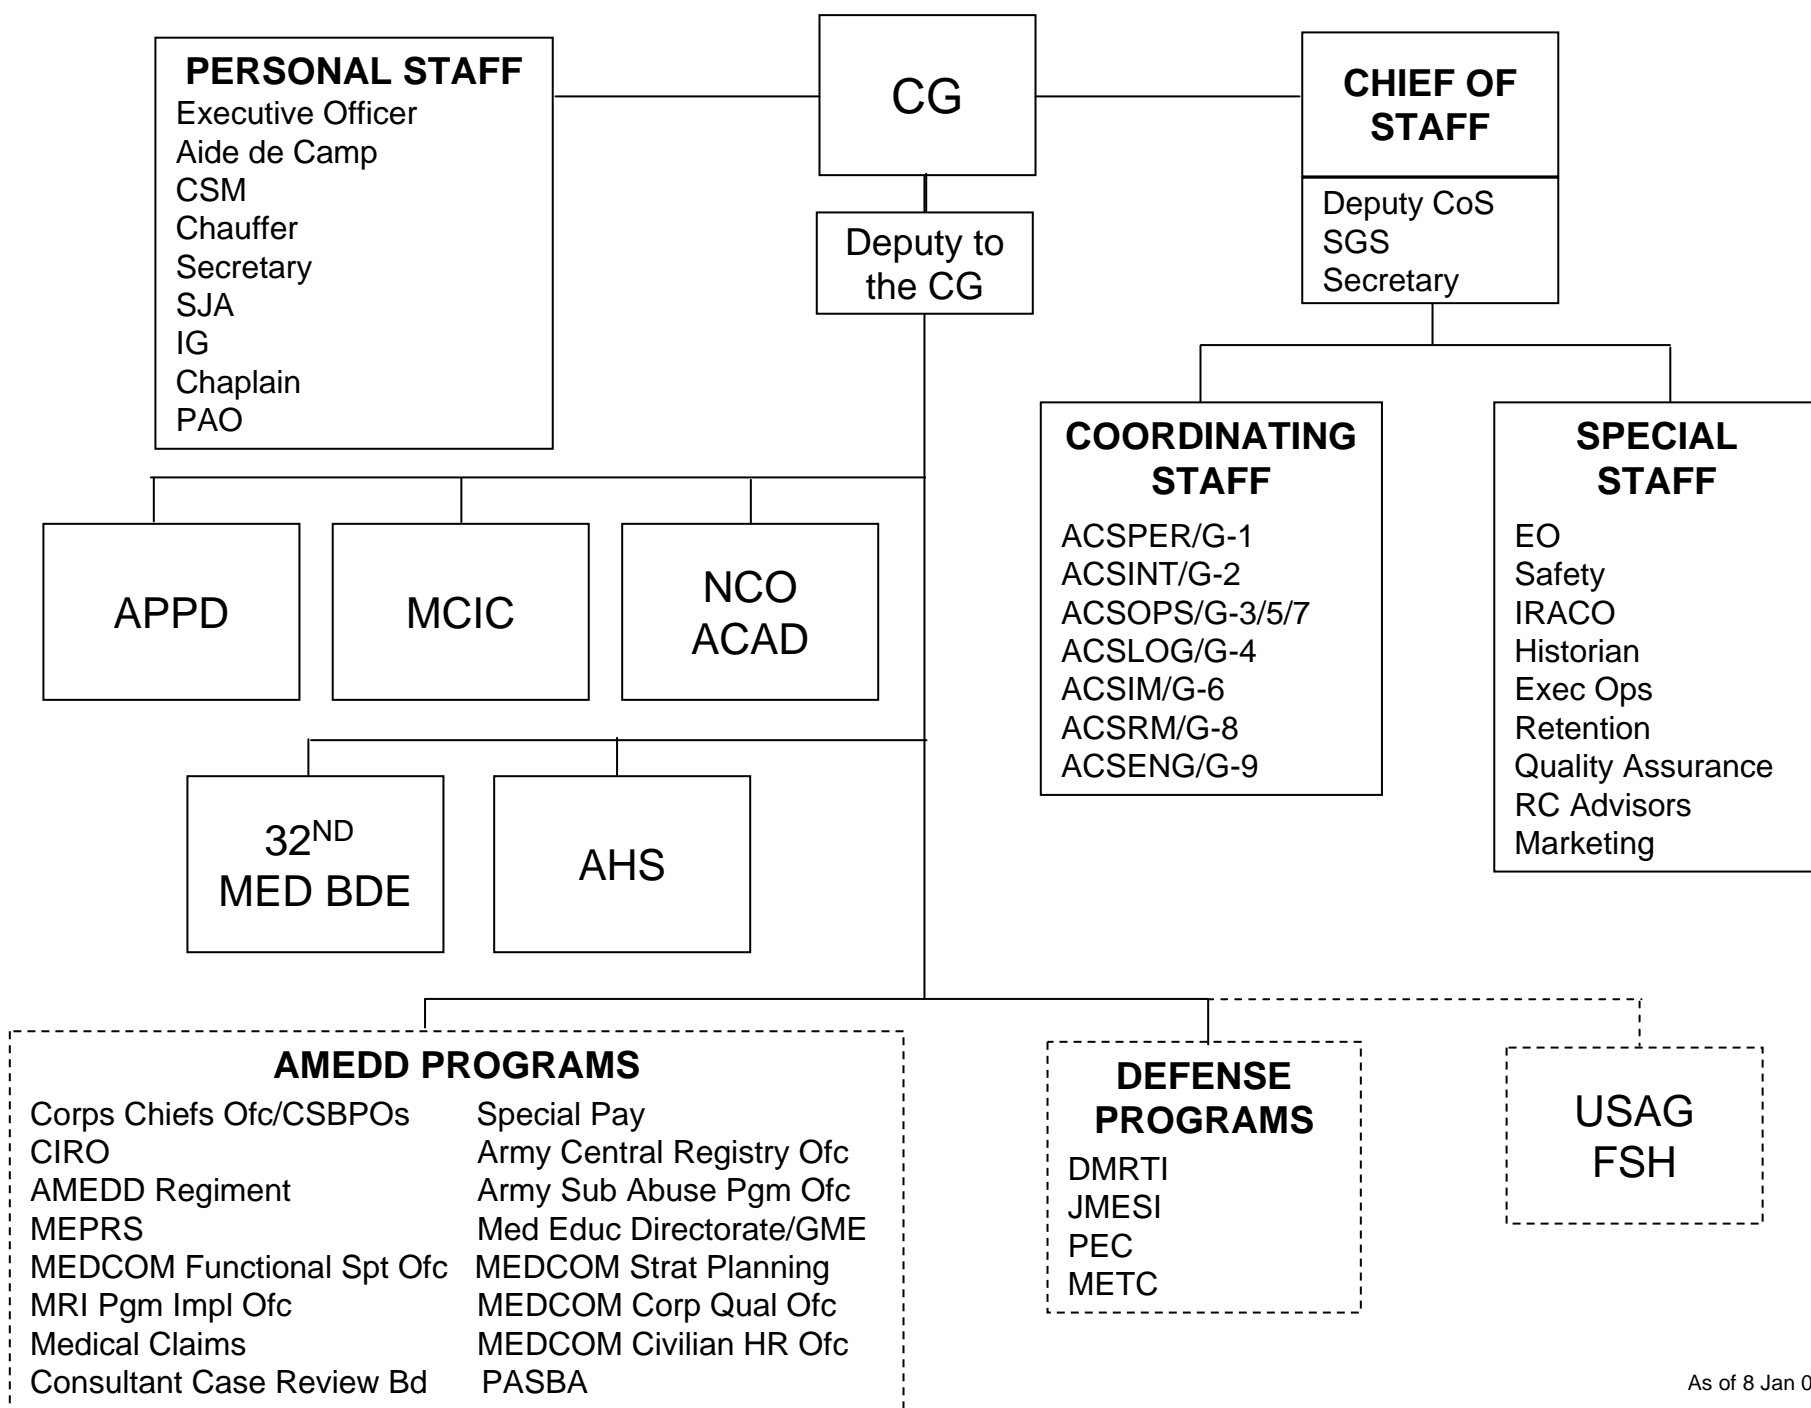 PERSONAL STAFF
Executive Officer
Aide de Camp
CSM
Chauffer
Secretary
SJA
IG
Chaplain
PAO
CG
Deputy to
the CG
CHIEF OF
STAFF
Deputy CoS
SGS
Secretary
COORDINATING
STAFF
ACSPER/G-1
ACSINT/G-2
ACSOPS/G-3/5/7
ACSLOG/G-4
ACSIM/G-6
ACSRM/G-8
ACSENG/G-9
SPECIAL
STAFF
EO
Safety
IRACO
Historian
Exec Ops
Retention
Quality Assurance
RC Advisors
Marketing
APPD
MCIC
NCO
ACAD
32ND
MED BDE
AHS
AMEDD PROGRAMS
Corps Chiefs Ofc/CSBPOs
CIRO
AMEDD Regiment
MEPRS
MEDCOM Functional Spt Ofc
MRI Pgm Impl Ofc
Medical Claims
Consultant Case Review Bd
Special Pay
Army Central Registry Ofc
Army Sub Abuse Pgm Ofc
Med Educ Directorate/GME
MEDCOM Strat Planning
MEDCOM Corp Qual Ofc
MEDCOM Civilian HR Ofc
PASBA
DEFENSE
PROGRAMS
DMRTI
JMESI
PEC
METC
USAG
FSH
As of 8 Jan 0